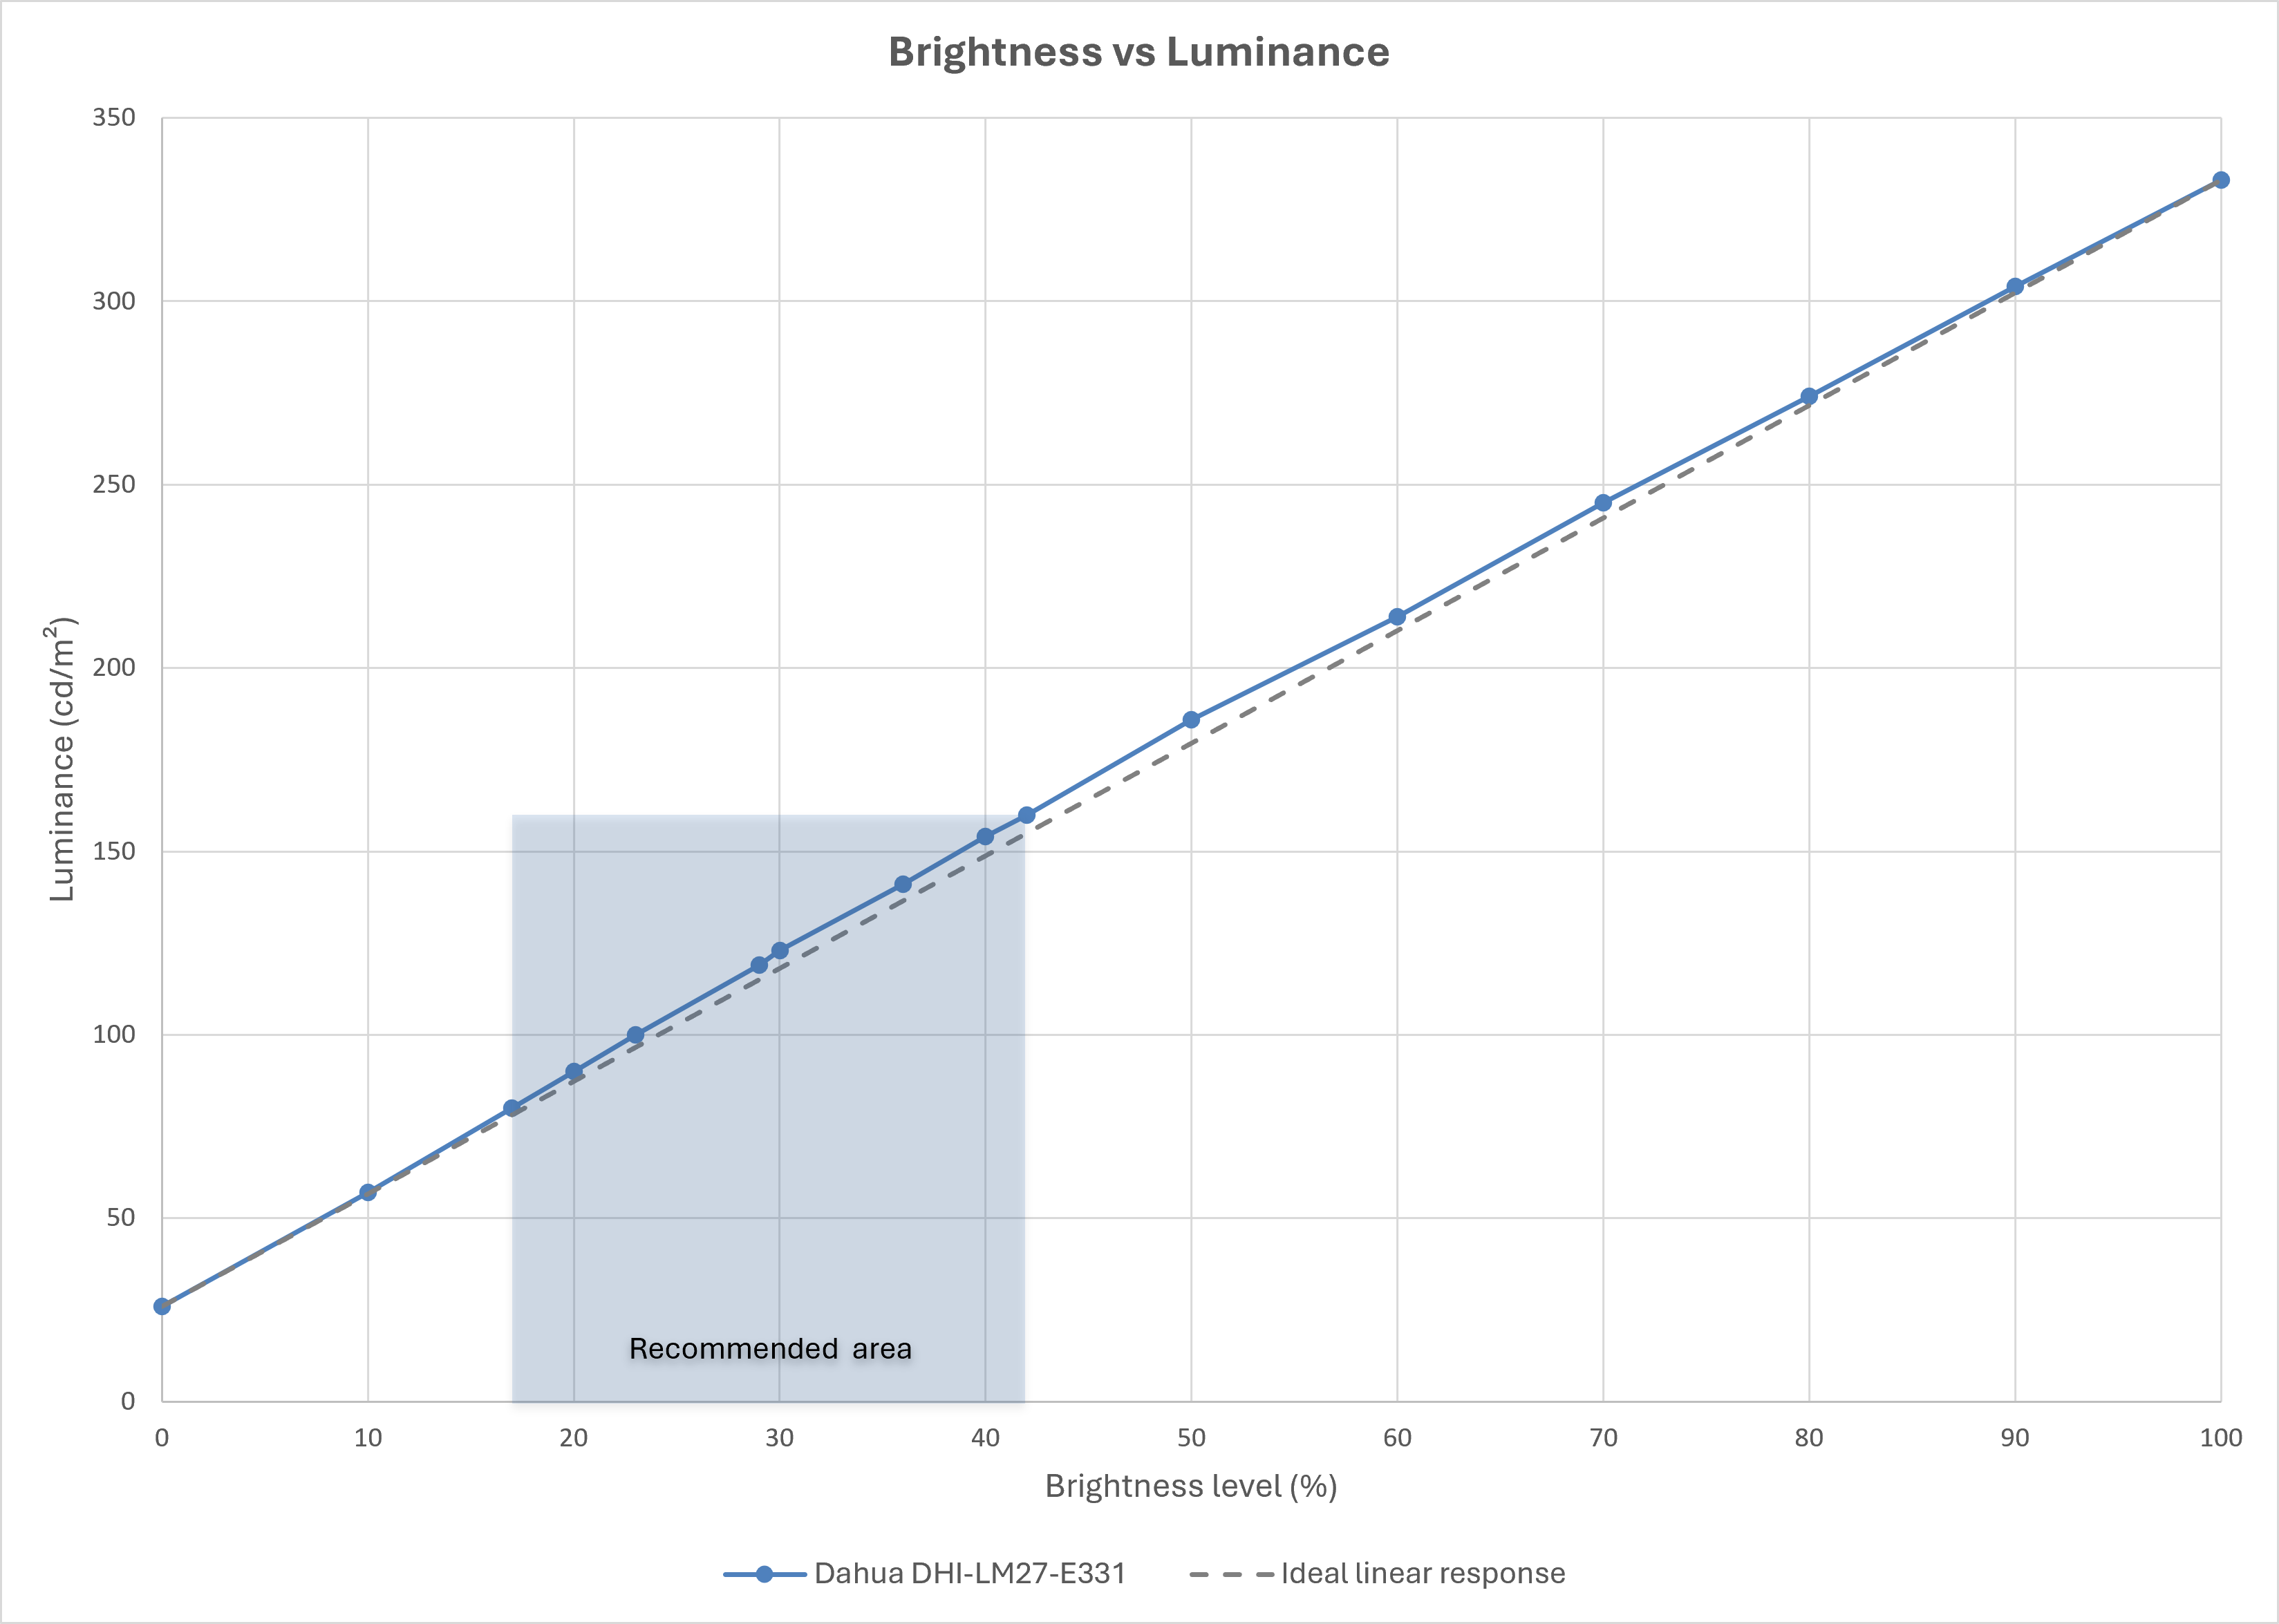 Brightness vs Luminance
350
300
250
200
150
100
50
0
Luminance (cd/m²)
Recommended area
0 10 20 30 40 50 60 70 80 90 100
Brightness level (%)
Dahua DHI-LM27-E331 Ideal linear response